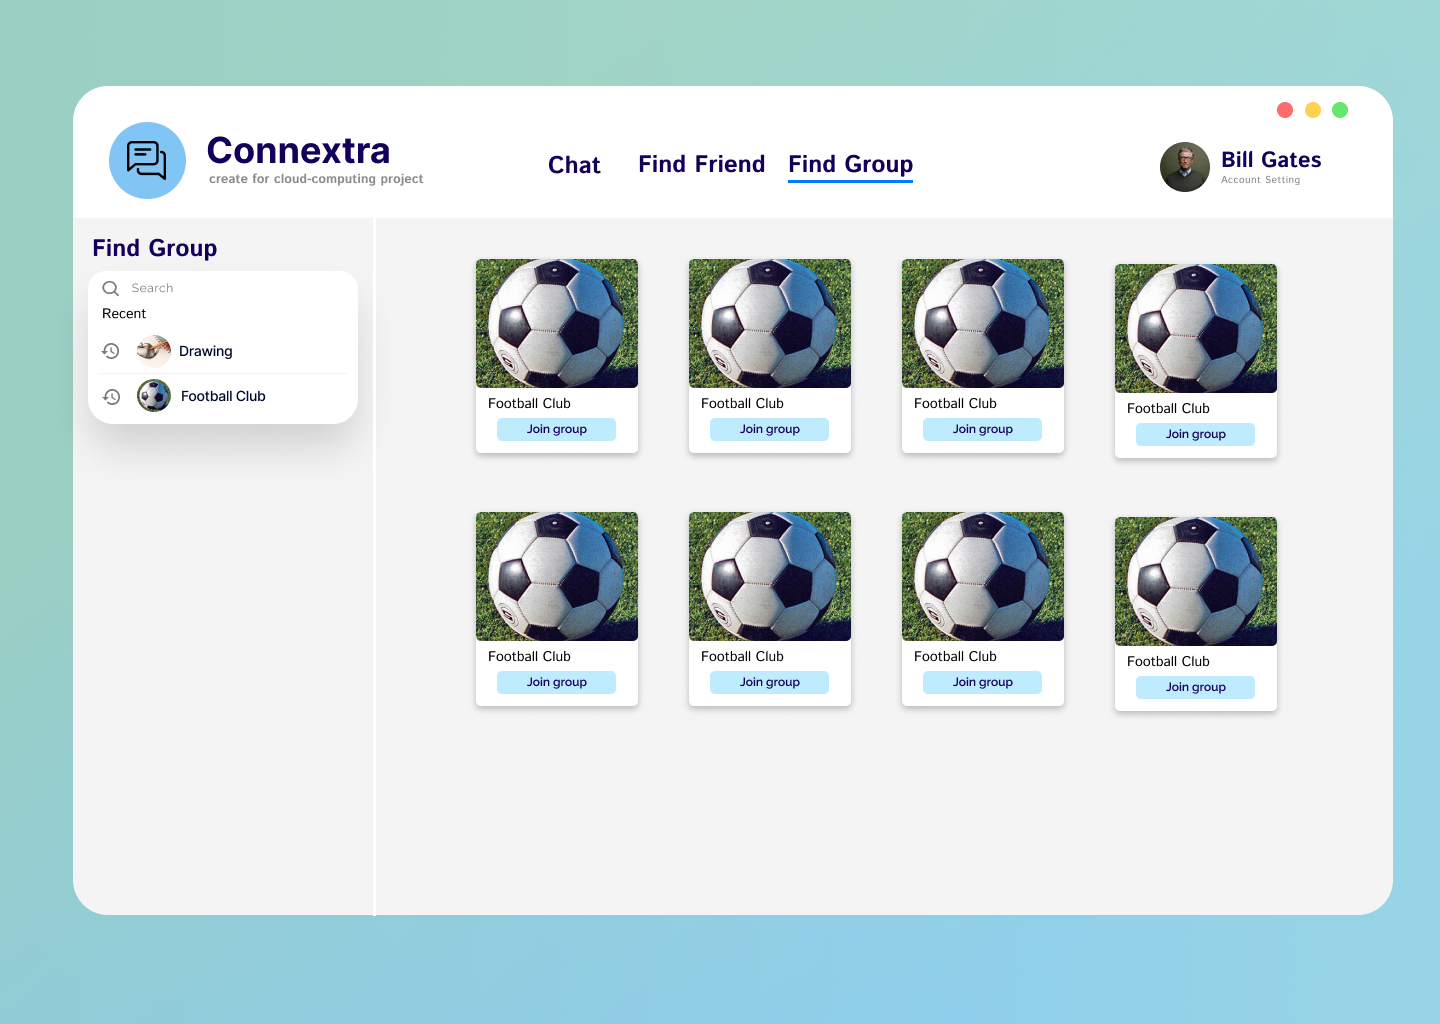 Connextra
create for cloud-computing project
Chat
Find Friend
Find Group
Bill Gates
Account Setting
Find Group
Search
Recent
Drawing
Football Club
Football Club
Join group
Football Club
Join group
Football Club
Join group
Football Club
Join group
Football Club
Join group
Football Club
Join group
Football Club
Join group
Football Club
Join group